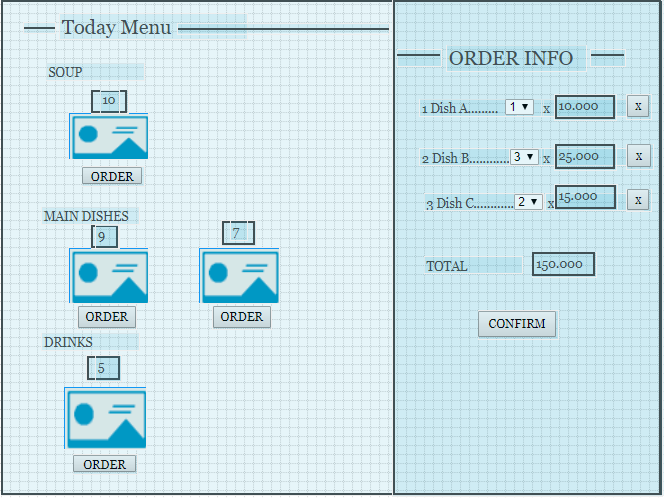 Today Menu
SOUP
10
ORDER
MAIN DISHES
9
7
ORDER
ORDER
DRINKS
5
ORDER
ORDER INFO
1 Dish A......... 1 x 10.000 x
2 Dish B............ 3 x 25.000 x
3 Dish C............ 2 x 15.000 x
TOTAL 150.000
CONFIRM